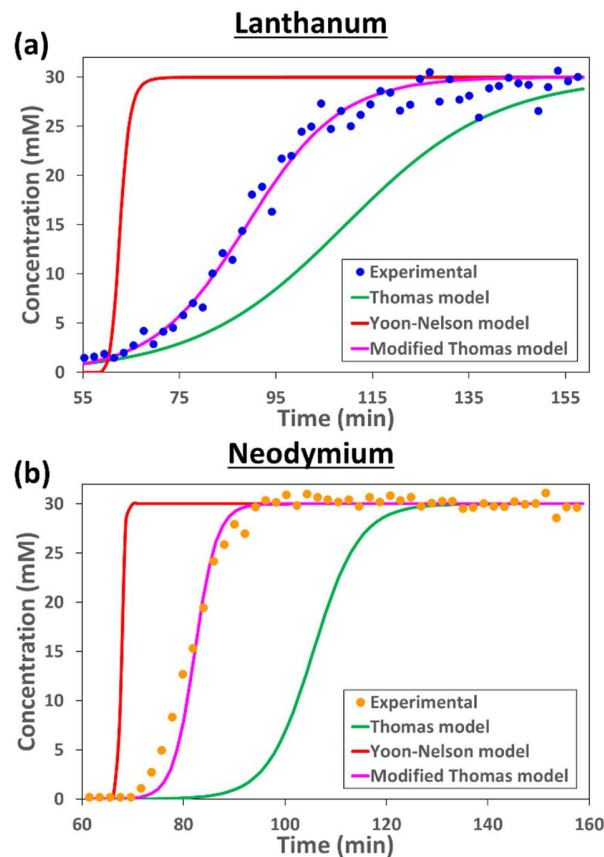 Lanthanum
(a)
Concentration (mM)
35
30
25
20
15
10
5
0
Experimental
Thomas model
Yoon-Nelson model
Modified Thomas model
55 75 95 115 135 155
Time (min)
Neodymium
(b)
Concentration (mM)
30
25
20
15
10
5
0
Experimental
Thomas model
Yoon-Nelson model
Modified Thomas model
60 80 100 120 140 160
Time (min)